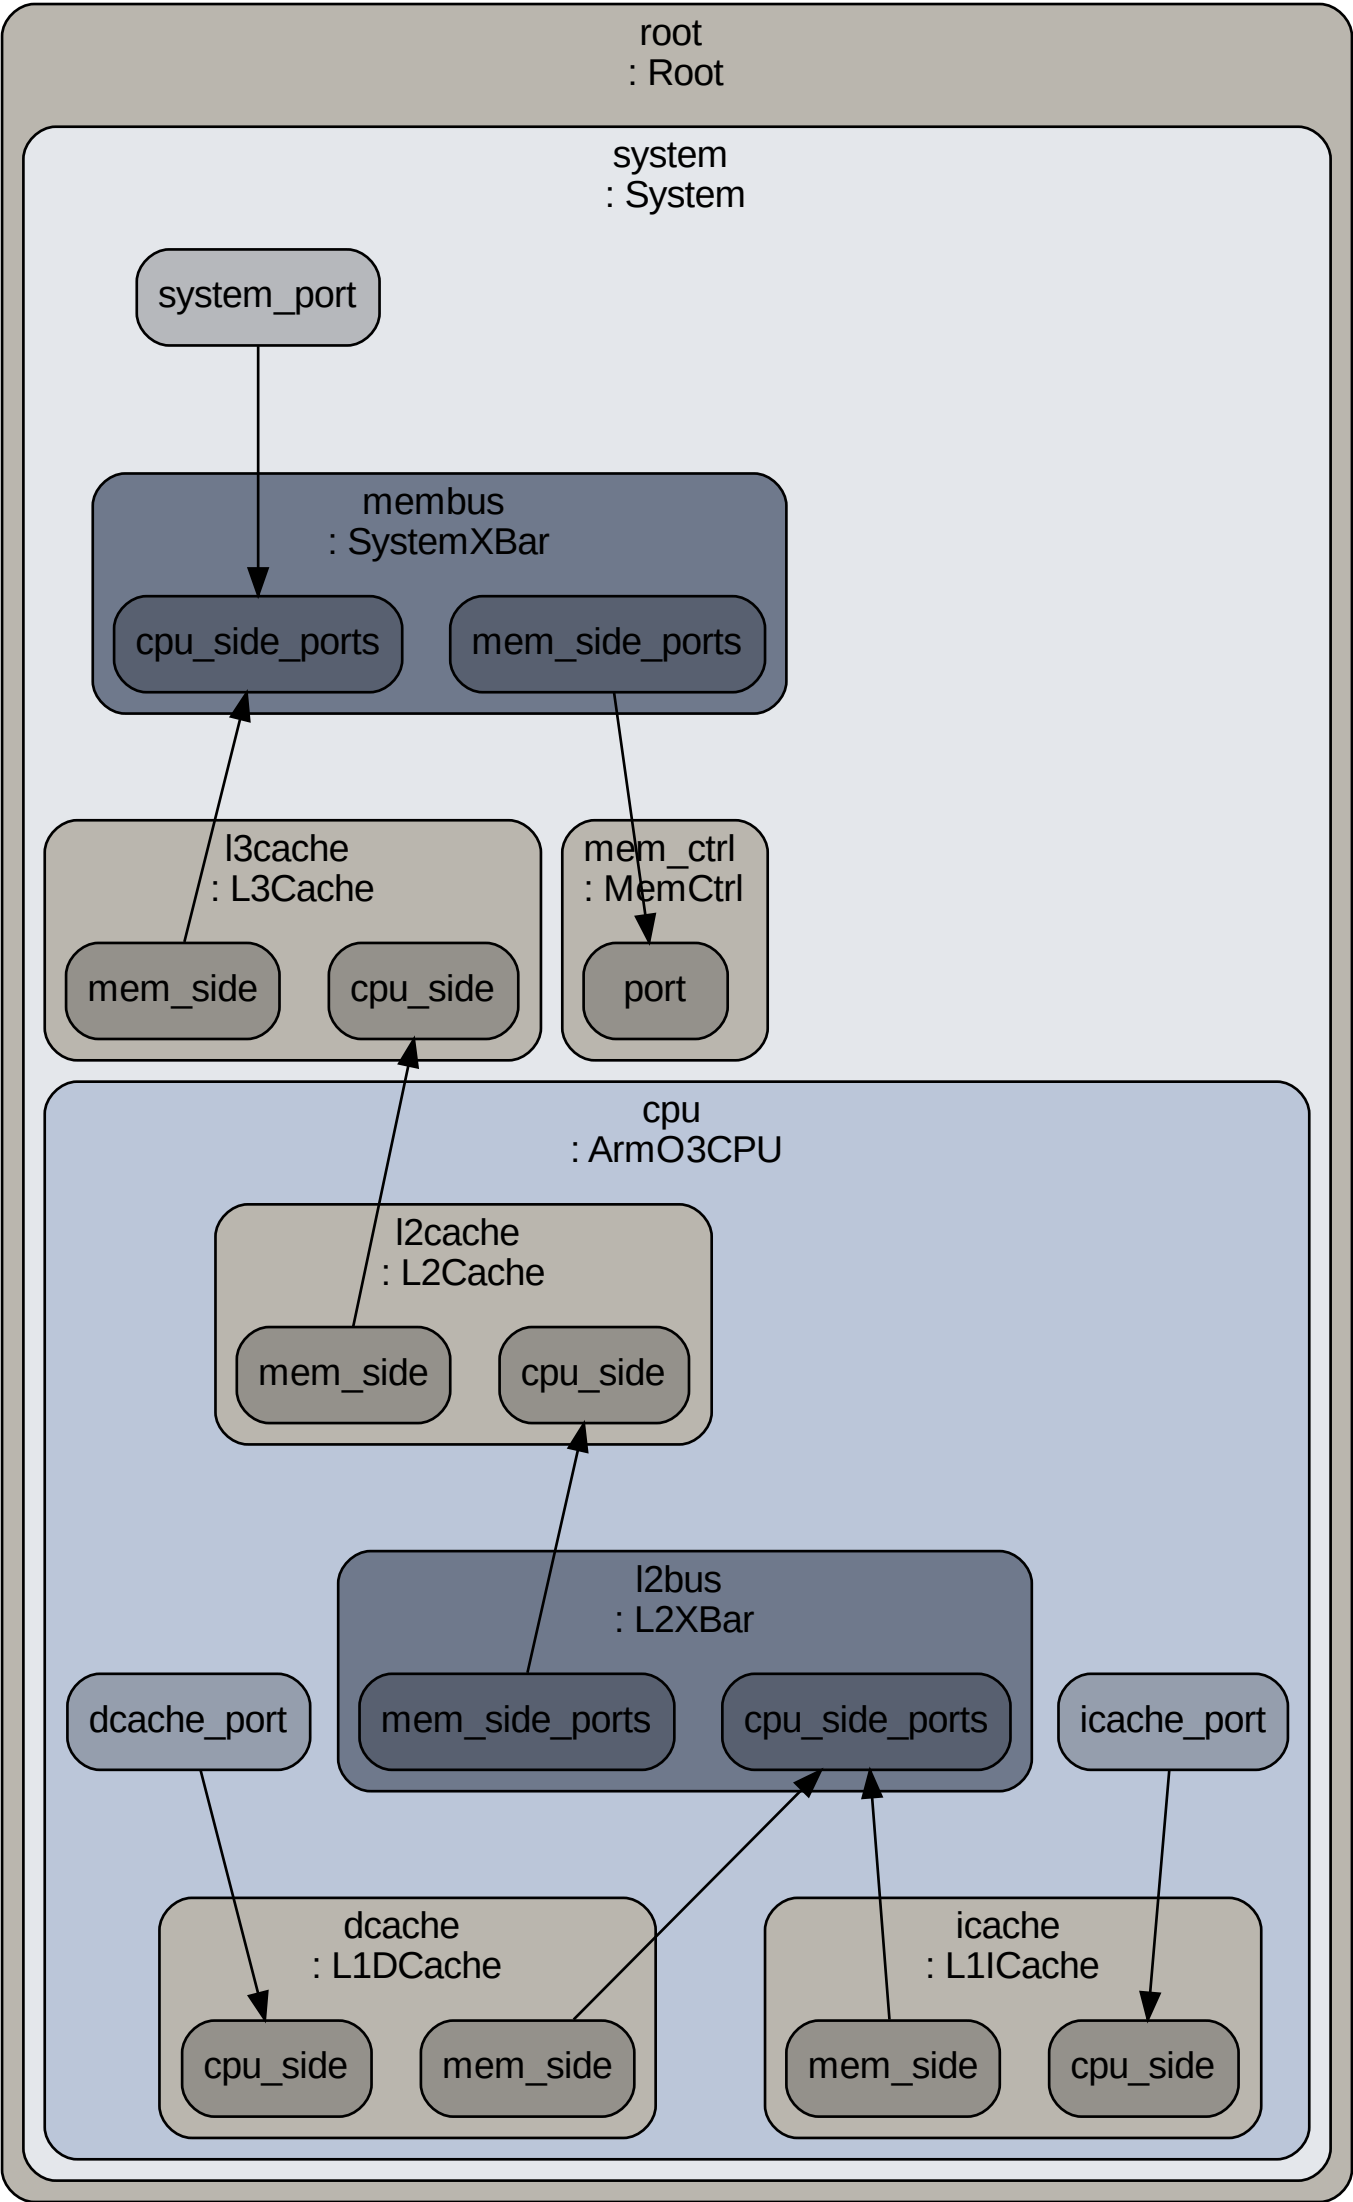 root
: Root
system
: System
system_port
membus
: SystemXBar
cpu_side_ports
mem_side_ports
l3cache
: L3Cache
mem_side
cpu_side
mem_ctrl
: MemCtrl
port
cpu
: ArmO3CPU
l2cache
: L2Cache
mem_side
cpu_side
l2bus
: L2XBar
dcache_port
mem_side_ports
cpu_side_ports
icache_port
dcache
: L1DCache
cpu_side
mem_side
icache
: L1ICache
mem_side
cpu_side